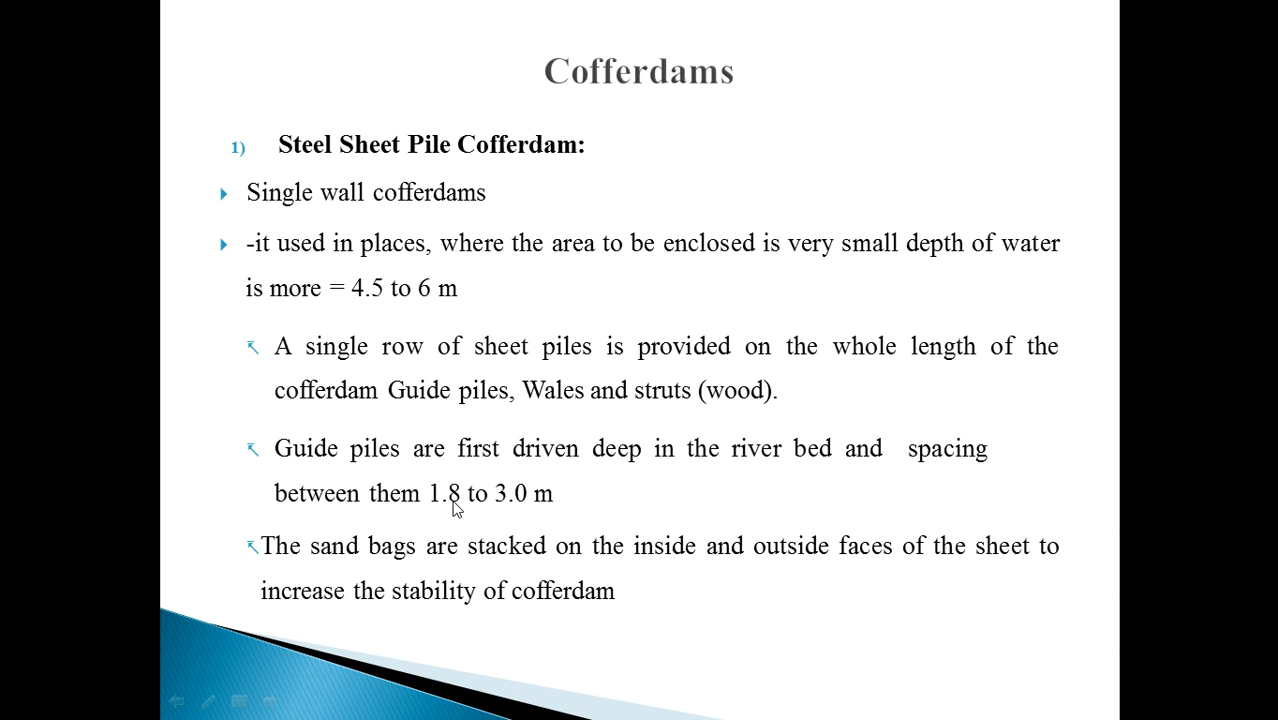 Cofferdams
1) Steel Sheet Pile Cofferdam:
Single wall cofferdams
-it used in places, where the area to be enclosed is very small depth of water
is more = 4.5 to 6 m
A single row of sheet piles is provided on the whole length of the
cofferdam Guide piles, Wales and struts (wood).
Guide piles are first driven deep in the river bed and spacing
between them 1.8 to 3.0 m
The sand bags are stacked on the inside and outside faces of the sheet to
increase the stability of cofferdam